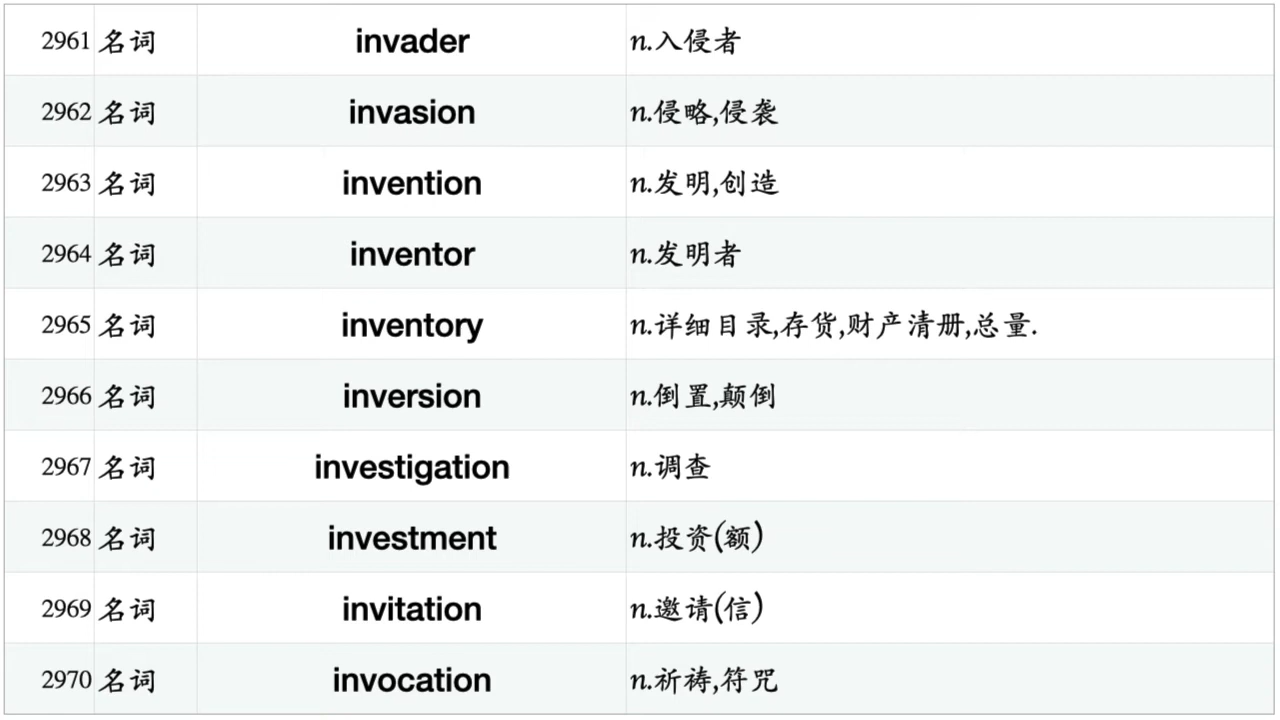 2961 名词 invader n.入侵者
2962 名词 invasion n.侵略,侵袭
2963 名词 invention n.发明,创造
2964 名词 inventor n.发明者
2965 名词 inventory n.详细目录,存货,财产清册,总量.
2966 名词 inversion n.倒置,颠倒
2967 名词 investigation n.调查
2968 名词 investment n.投资(额)
2969 名词 invitation n.邀请(信)
2970 名词 invocation n.祈祷,符咒